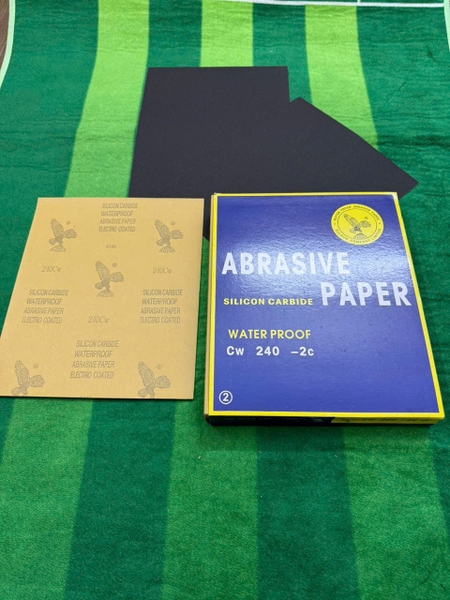 SILICON CARBIDE
WATERPROOF
ABRASIVE PAPER
ELECTRO COATED
240Cw
240Cw
SILICON CARBIDE
WATERPROOF
ABRASIVE PAPER
ELECTRO COATED
SILICON CARBIDE
WATERPROOF
ABRASIVE PAPER
ELECTRO COATED
240Cw
SILICON CARBIDE
WATERPROOF
ABRASIVE PAPER
ELECTRO COATED
ABRASIVE
SILICON CARBIDE PAPER
WATER PROOF
Cw 240 -2c
②